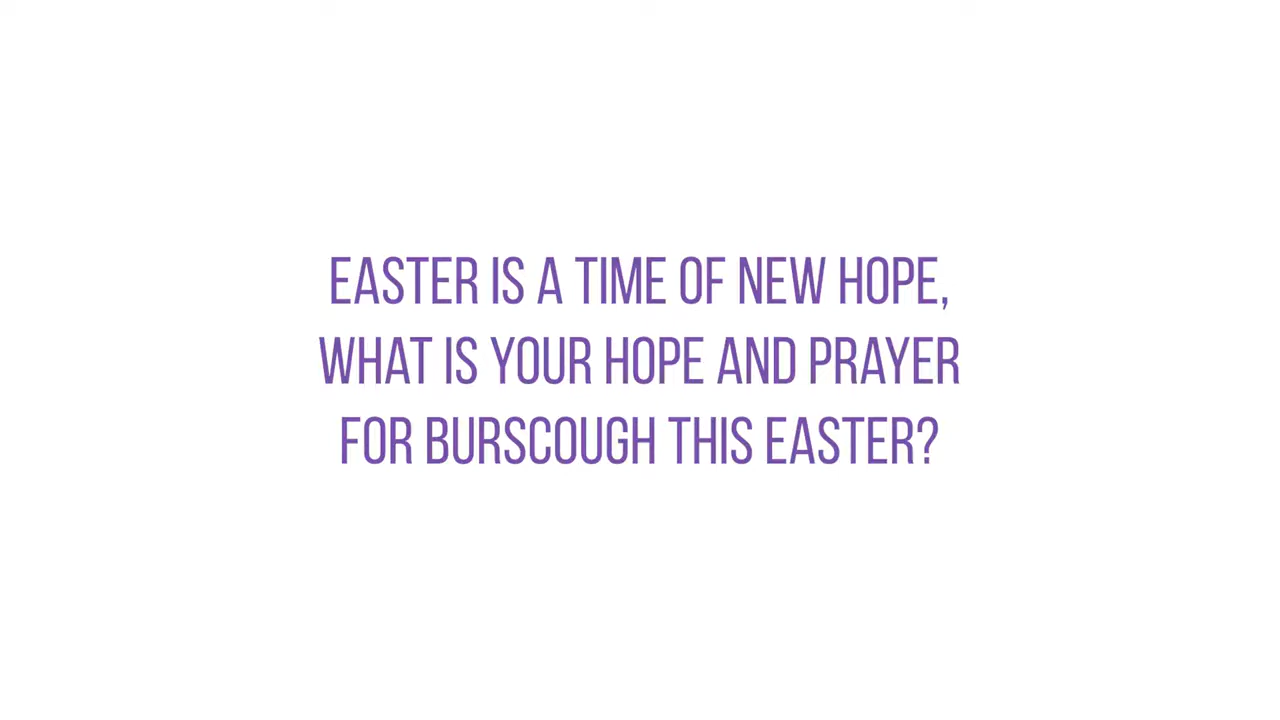 EASTER IS A TIME OF NEW HOPE,
WHAT IS YOUR HOPE AND PRAYER
FOR BURSCOUGH THIS EASTER?